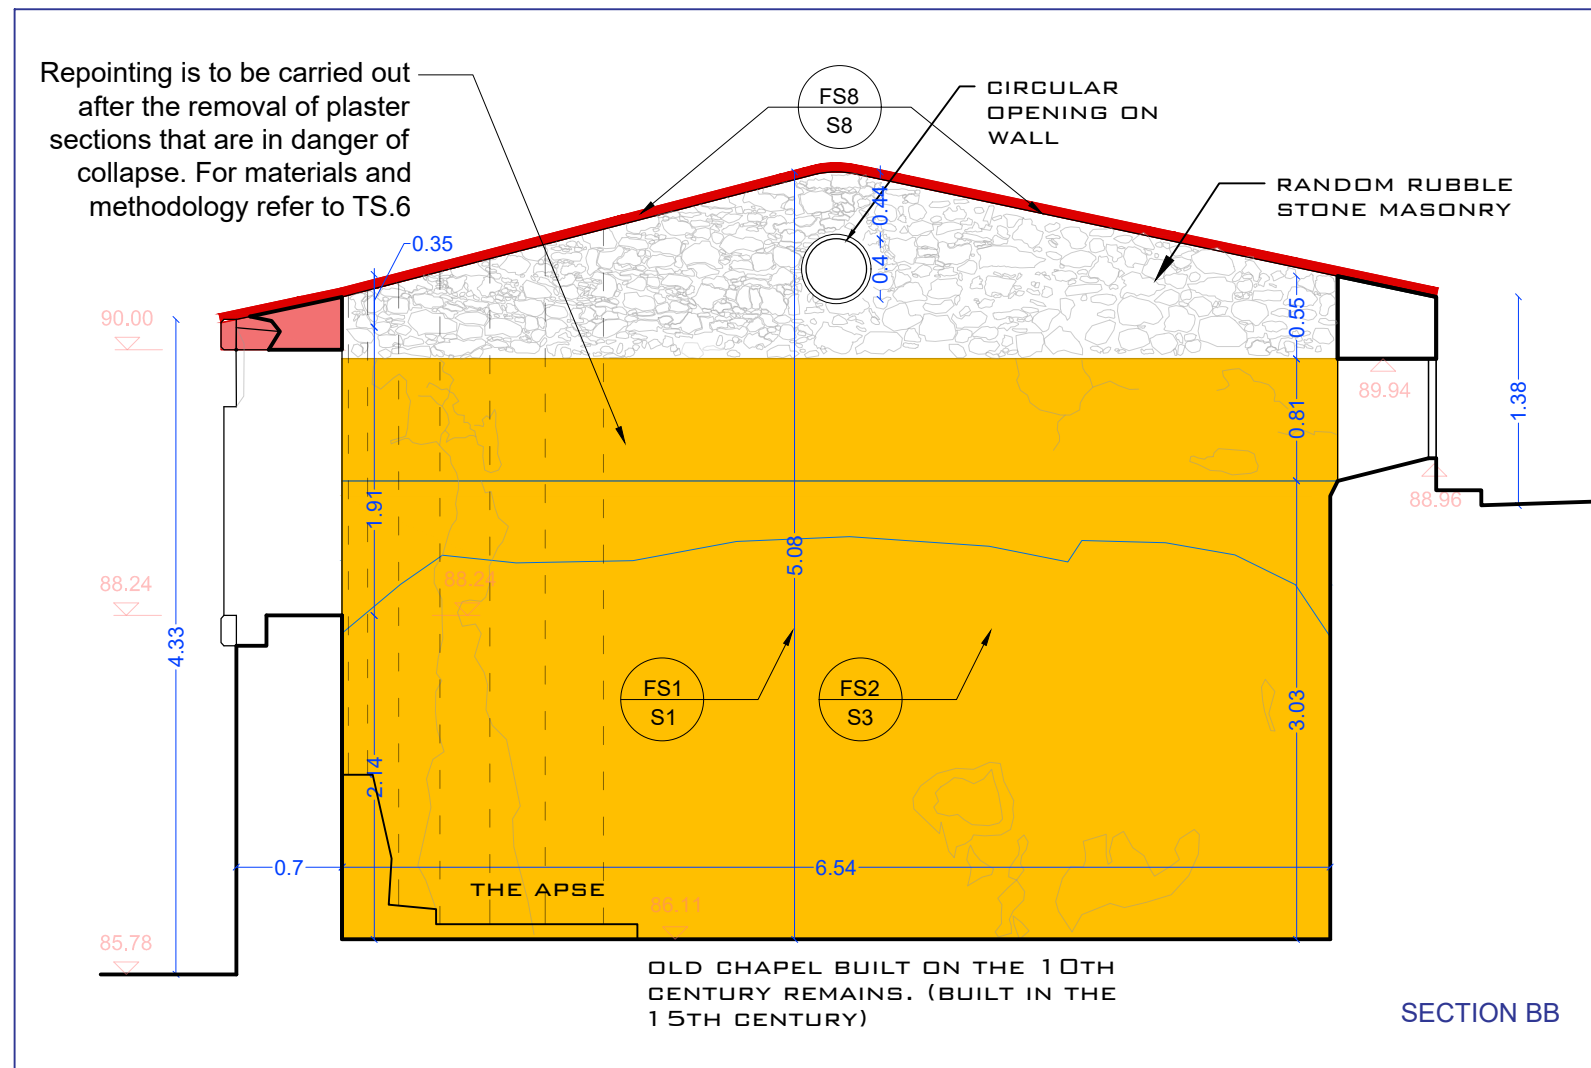 Repointing is to be carried out
after the removal of plaster
sections that are in danger of
collapse. For materials and
methodology refer to TS.6
FS8
S8
CIRCULAR
OPENING ON
WALL
RANDOM RUBBLE
STONE MASONRY
0.35
0.44
0.4
0.55
90.00
89.94
1.38
0.81
88.96
1.91
5.08
88.24
88.24
4.33
FS1
S1
FS2
S3
3.03
2.14
0.7
6.54
THE APSE
86.11
85.78
OLD CHAPEL BUILT ON THE 10TH
CENTURY REMAINS. (BUILT IN THE
15TH CENTURY)
SECTION BB